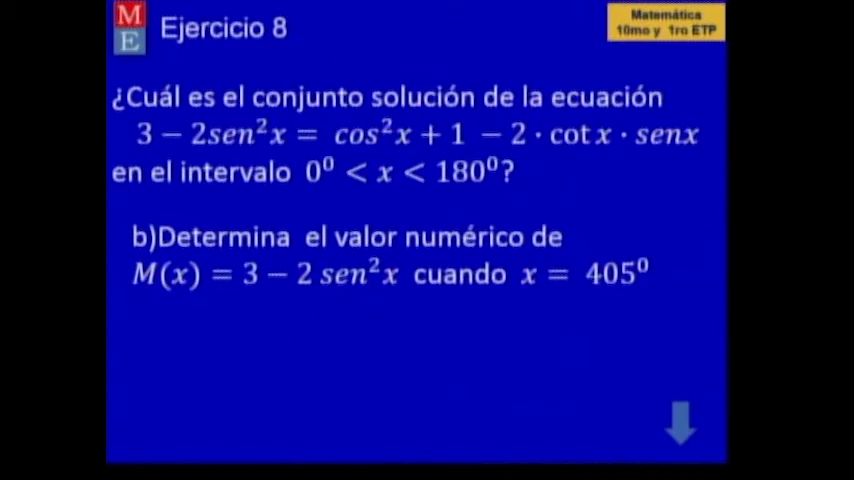 M
E
Ejercicio 8
Matemática
10mo y 1ro ETP
¿Cuál es el conjunto solución de la ecuación
3 − 2sen²x = cos²x + 1 − 2 · cot x · senx
en el intervalo 0⁰ < x < 180⁰?
b)Determina el valor numérico de
M(x) = 3 − 2 sen²x cuando x = 405⁰